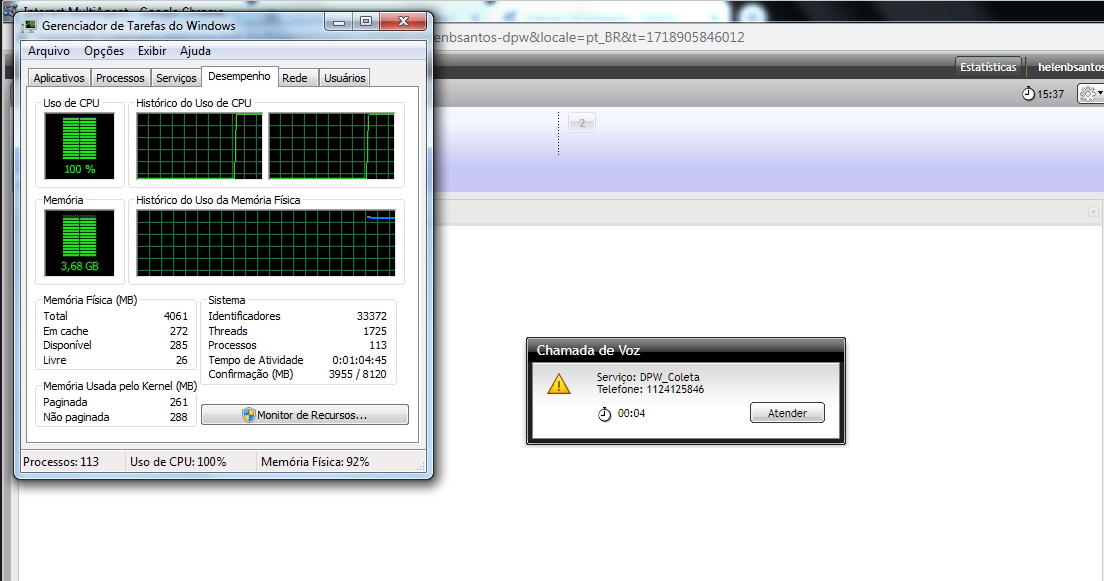 Internet MultiAgent - Google Chrome
Gerenciador de Tarefas do Windows
enbsantos-dpw&locale=pt_BR&t=1718905846012
Arquivo Opções Exibir Ajuda
Estatísticas helenbsantos
Aplicativos Processos Serviços Desempenho Rede Usuários
15:37
Uso de CPU Histórico do Uso de CPU
2
100 %
Memória Histórico do Uso da Memória Física
3,68 GB
Memória Física (MB)
Total 4061
Em cache 272
Disponível 285
Livre 26
Sistema
Identificadores 33372
Threads 1725
Processos 113
Tempo de Atividade 0:01:04:45
Confirmação (MB) 3955 / 8120
Memória Usada pelo Kernel (MB)
Paginada 261
Não paginada 288
Monitor de Recursos...
Processos: 113 Uso de CPU: 100% Memória Física: 92%
Chamada de Voz
Serviço: DPW_Coleta
Telefone: 1124125846
00:04 Atender